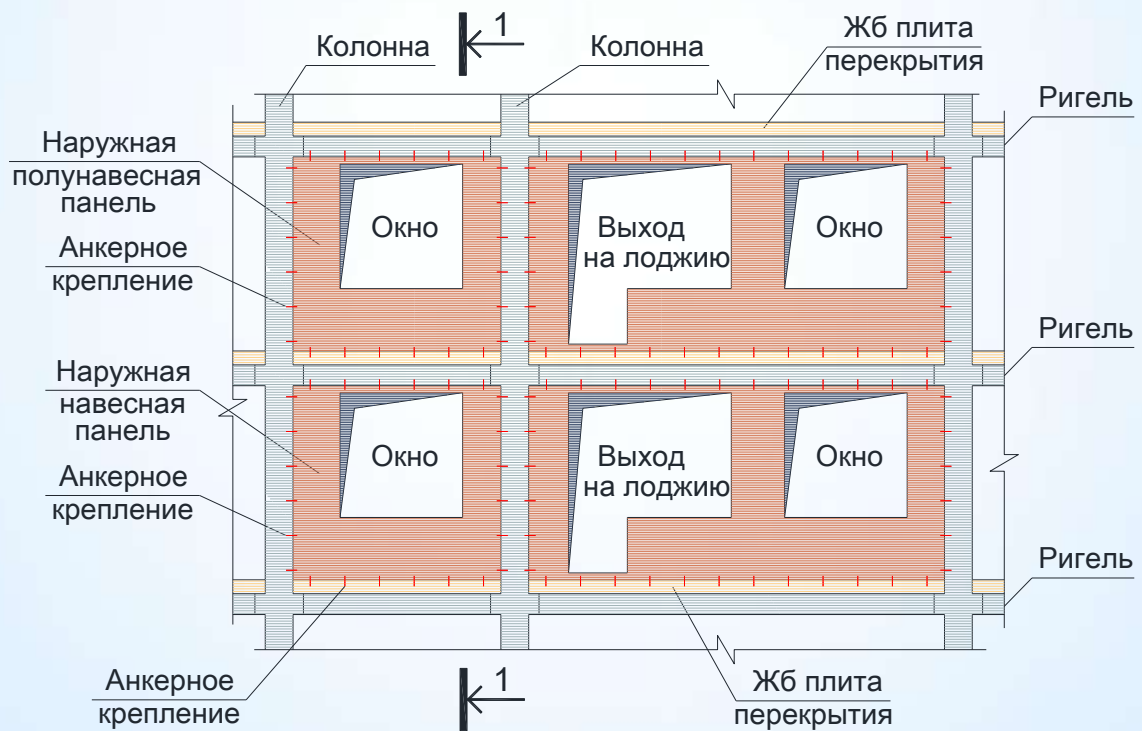 1
Колонна
Колонна
Жб плита
перекрытия
Ригель
Наружная
полунавесная
панель
Окно
Выход
на лоджию
Окно
Анкерное
крепление
Ригель
Наружная
навесная
панель
Окно
Выход
на лоджию
Окно
Анкерное
крепление
Ригель
Анкерное
крепление
1
Жб плита
перекрытия